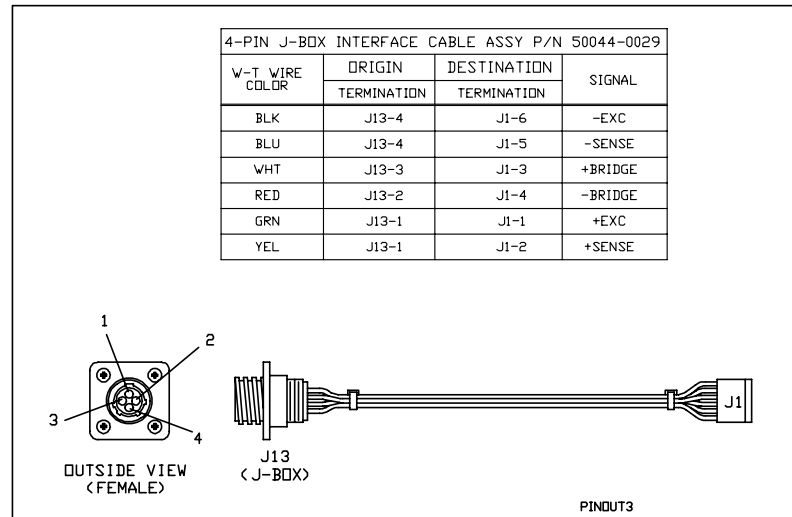 4-PIN J-BOX INTERFACE CABLE ASSY P/N 50044-0029
W-T WIRE COLOR ORIGIN DESTINATION SIGNAL
TERMINATION TERMINATION
BLK J13-4 J1-6 -EXC
BLU J13-4 J1-5 -SENSE
WHT J13-3 J1-3 +BRIDGE
RED J13-2 J1-4 -BRIDGE
GRN J13-1 J1-1 +EXC
YEL J13-1 J1-2 +SENSE
1
2
3
4
J1
OUTSIDE VIEW
(FEMALE)
J13
(J-BOX)
PINOUT3